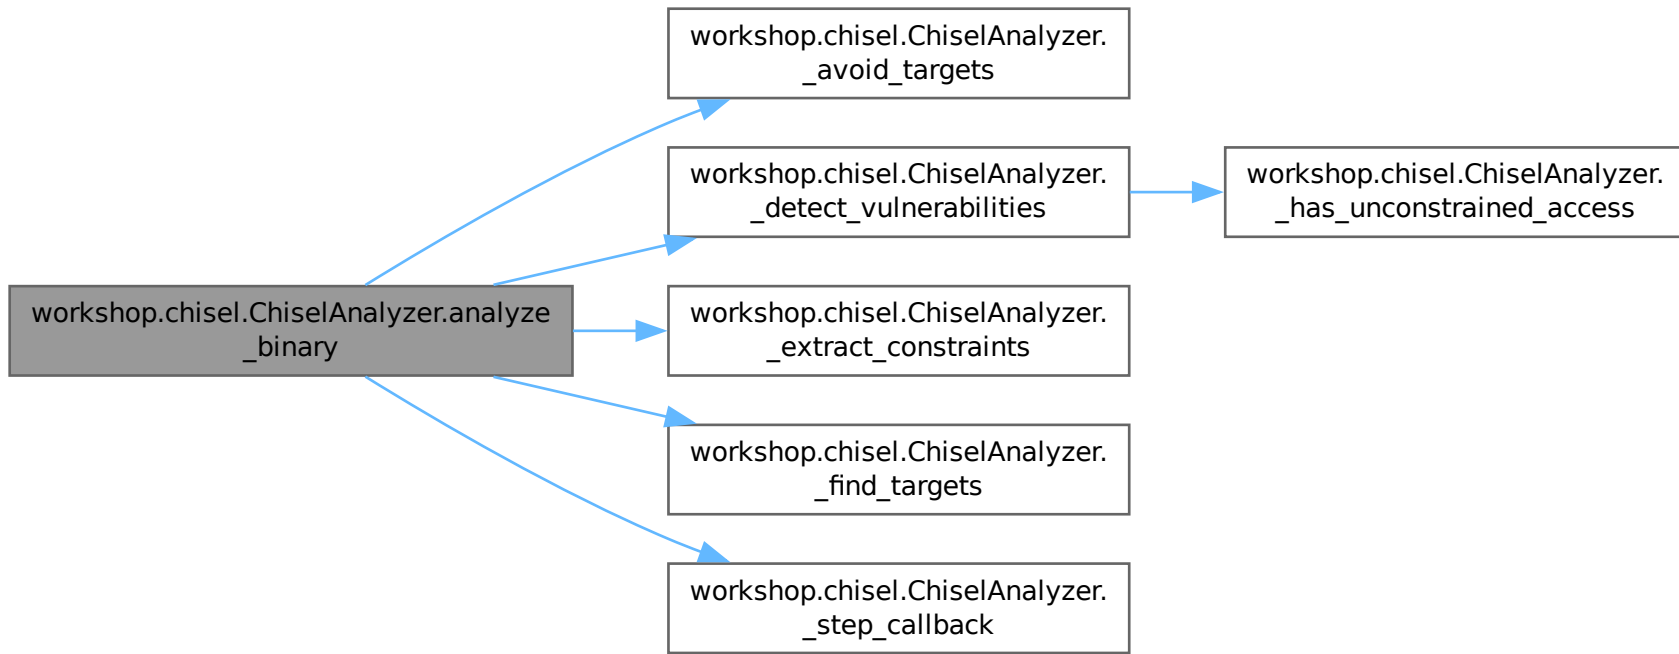 workshop.chisel.ChiselAnalyzer.
_avoid_targets
workshop.chisel.ChiselAnalyzer.
_detect_vulnerabilities
workshop.chisel.ChiselAnalyzer.
_has_unconstrained_access
workshop.chisel.ChiselAnalyzer.analyze
_binary
workshop.chisel.ChiselAnalyzer.
_extract_constraints
workshop.chisel.ChiselAnalyzer.
_find_targets
workshop.chisel.ChiselAnalyzer.
_step_callback